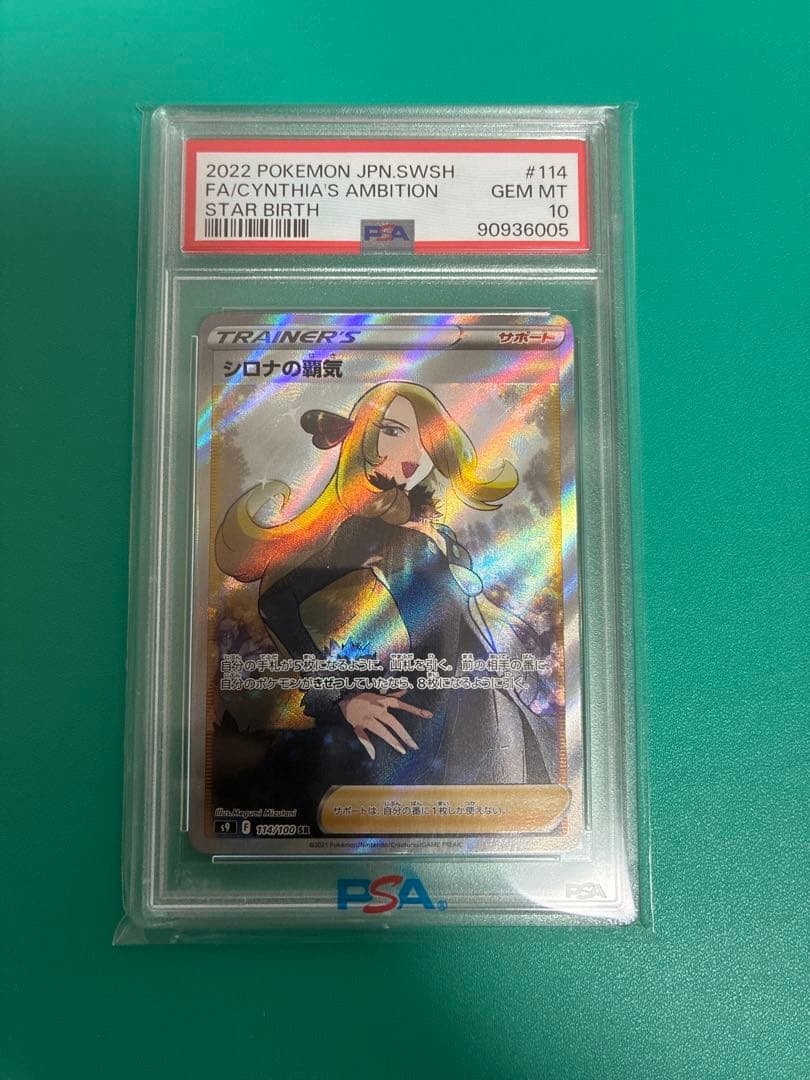 2022 POKEMON JPN.SWSH #114
FA/CYNTHIA'S AMBITION GEM MT
STAR BIRTH 10
PSA 90936005
TRAINER'S サポート
シロナの覇気
自分の手札が5枚になるように、山札を引く。前の相手の番に、
自分のポケモンがきぜつしていたなら、8枚になるように引く。
サポートは、自分の番に1枚しか使えない。
Illus.Megumi Mizutani
s9 F 114/100 SR
©2021 Pokémon/Nintendo/Creatures/GAME FREAK
PSA
PSA